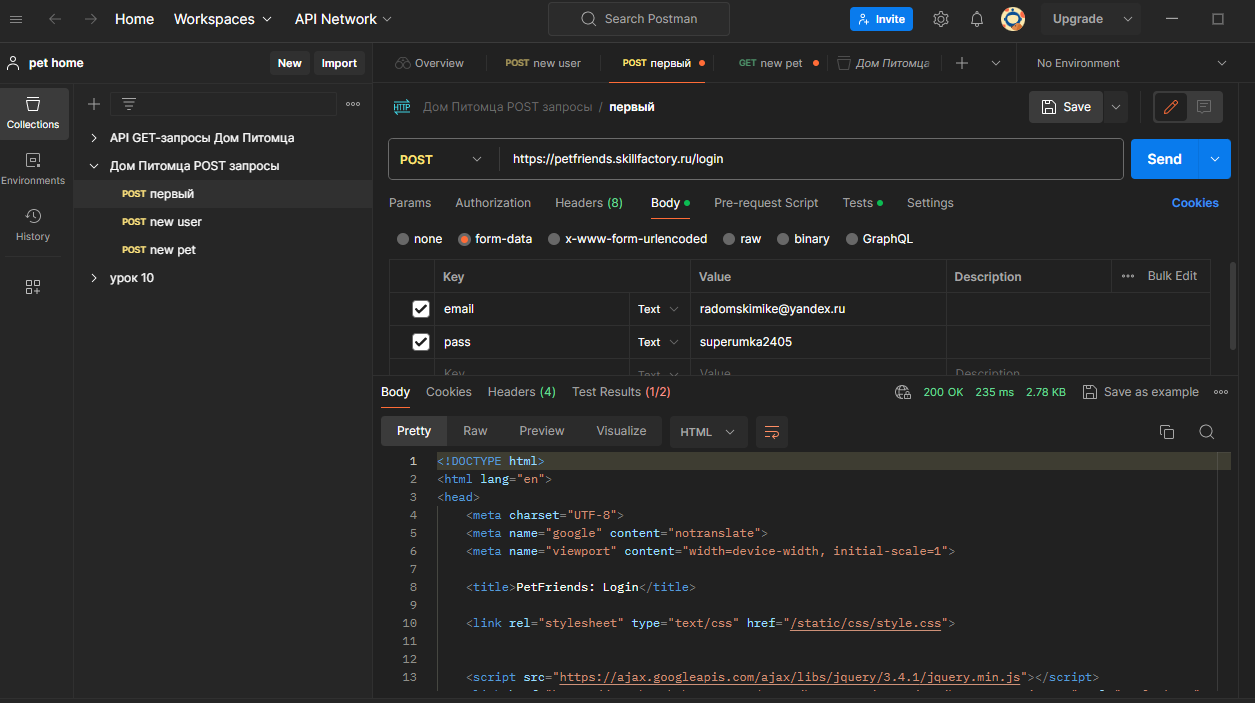 Home Workspaces API Network Search Postman Invite Upgrade
pet home New Import Overview POST new user POST первый GET new pet Дом Питомца No Environment
Collections
Environments
History
API GET-запросы Дом Питомца
Дом Питомца POST запросы
POST первый
POST new user
POST new pet
урок 10
HTTP Дом Питомца POST запросы / первый Save
POST https://petfriends.skillfactory.ru/login Send
Params Authorization Headers (8) Body Pre-request Script Tests Settings Cookies
none form-data x-www-form-urlencoded raw binary GraphQL
Key Value Description Bulk Edit
email Text radomskimike@yandex.ru
pass Text superumka2405
Key Text Value Description
Body Cookies Headers (4) Test Results (1/2) 200 OK 235 ms 2.78 KB Save as example
Pretty Raw Preview Visualize HTML
1 <!DOCTYPE html>
2 <html lang="en">
3 <head>
4 <meta charset="UTF-8">
5 <meta name="google" content="notranslate">
6 <meta name="viewport" content="width=device-width, initial-scale=1">
7
8 <title>PetFriends: Login</title>
9
10 <link rel="stylesheet" type="text/css" href="/static/css/style.css">
11
12
13 <script src="https://ajax.googleapis.com/ajax/libs/jquery/3.4.1/jquery.min.js"></script>